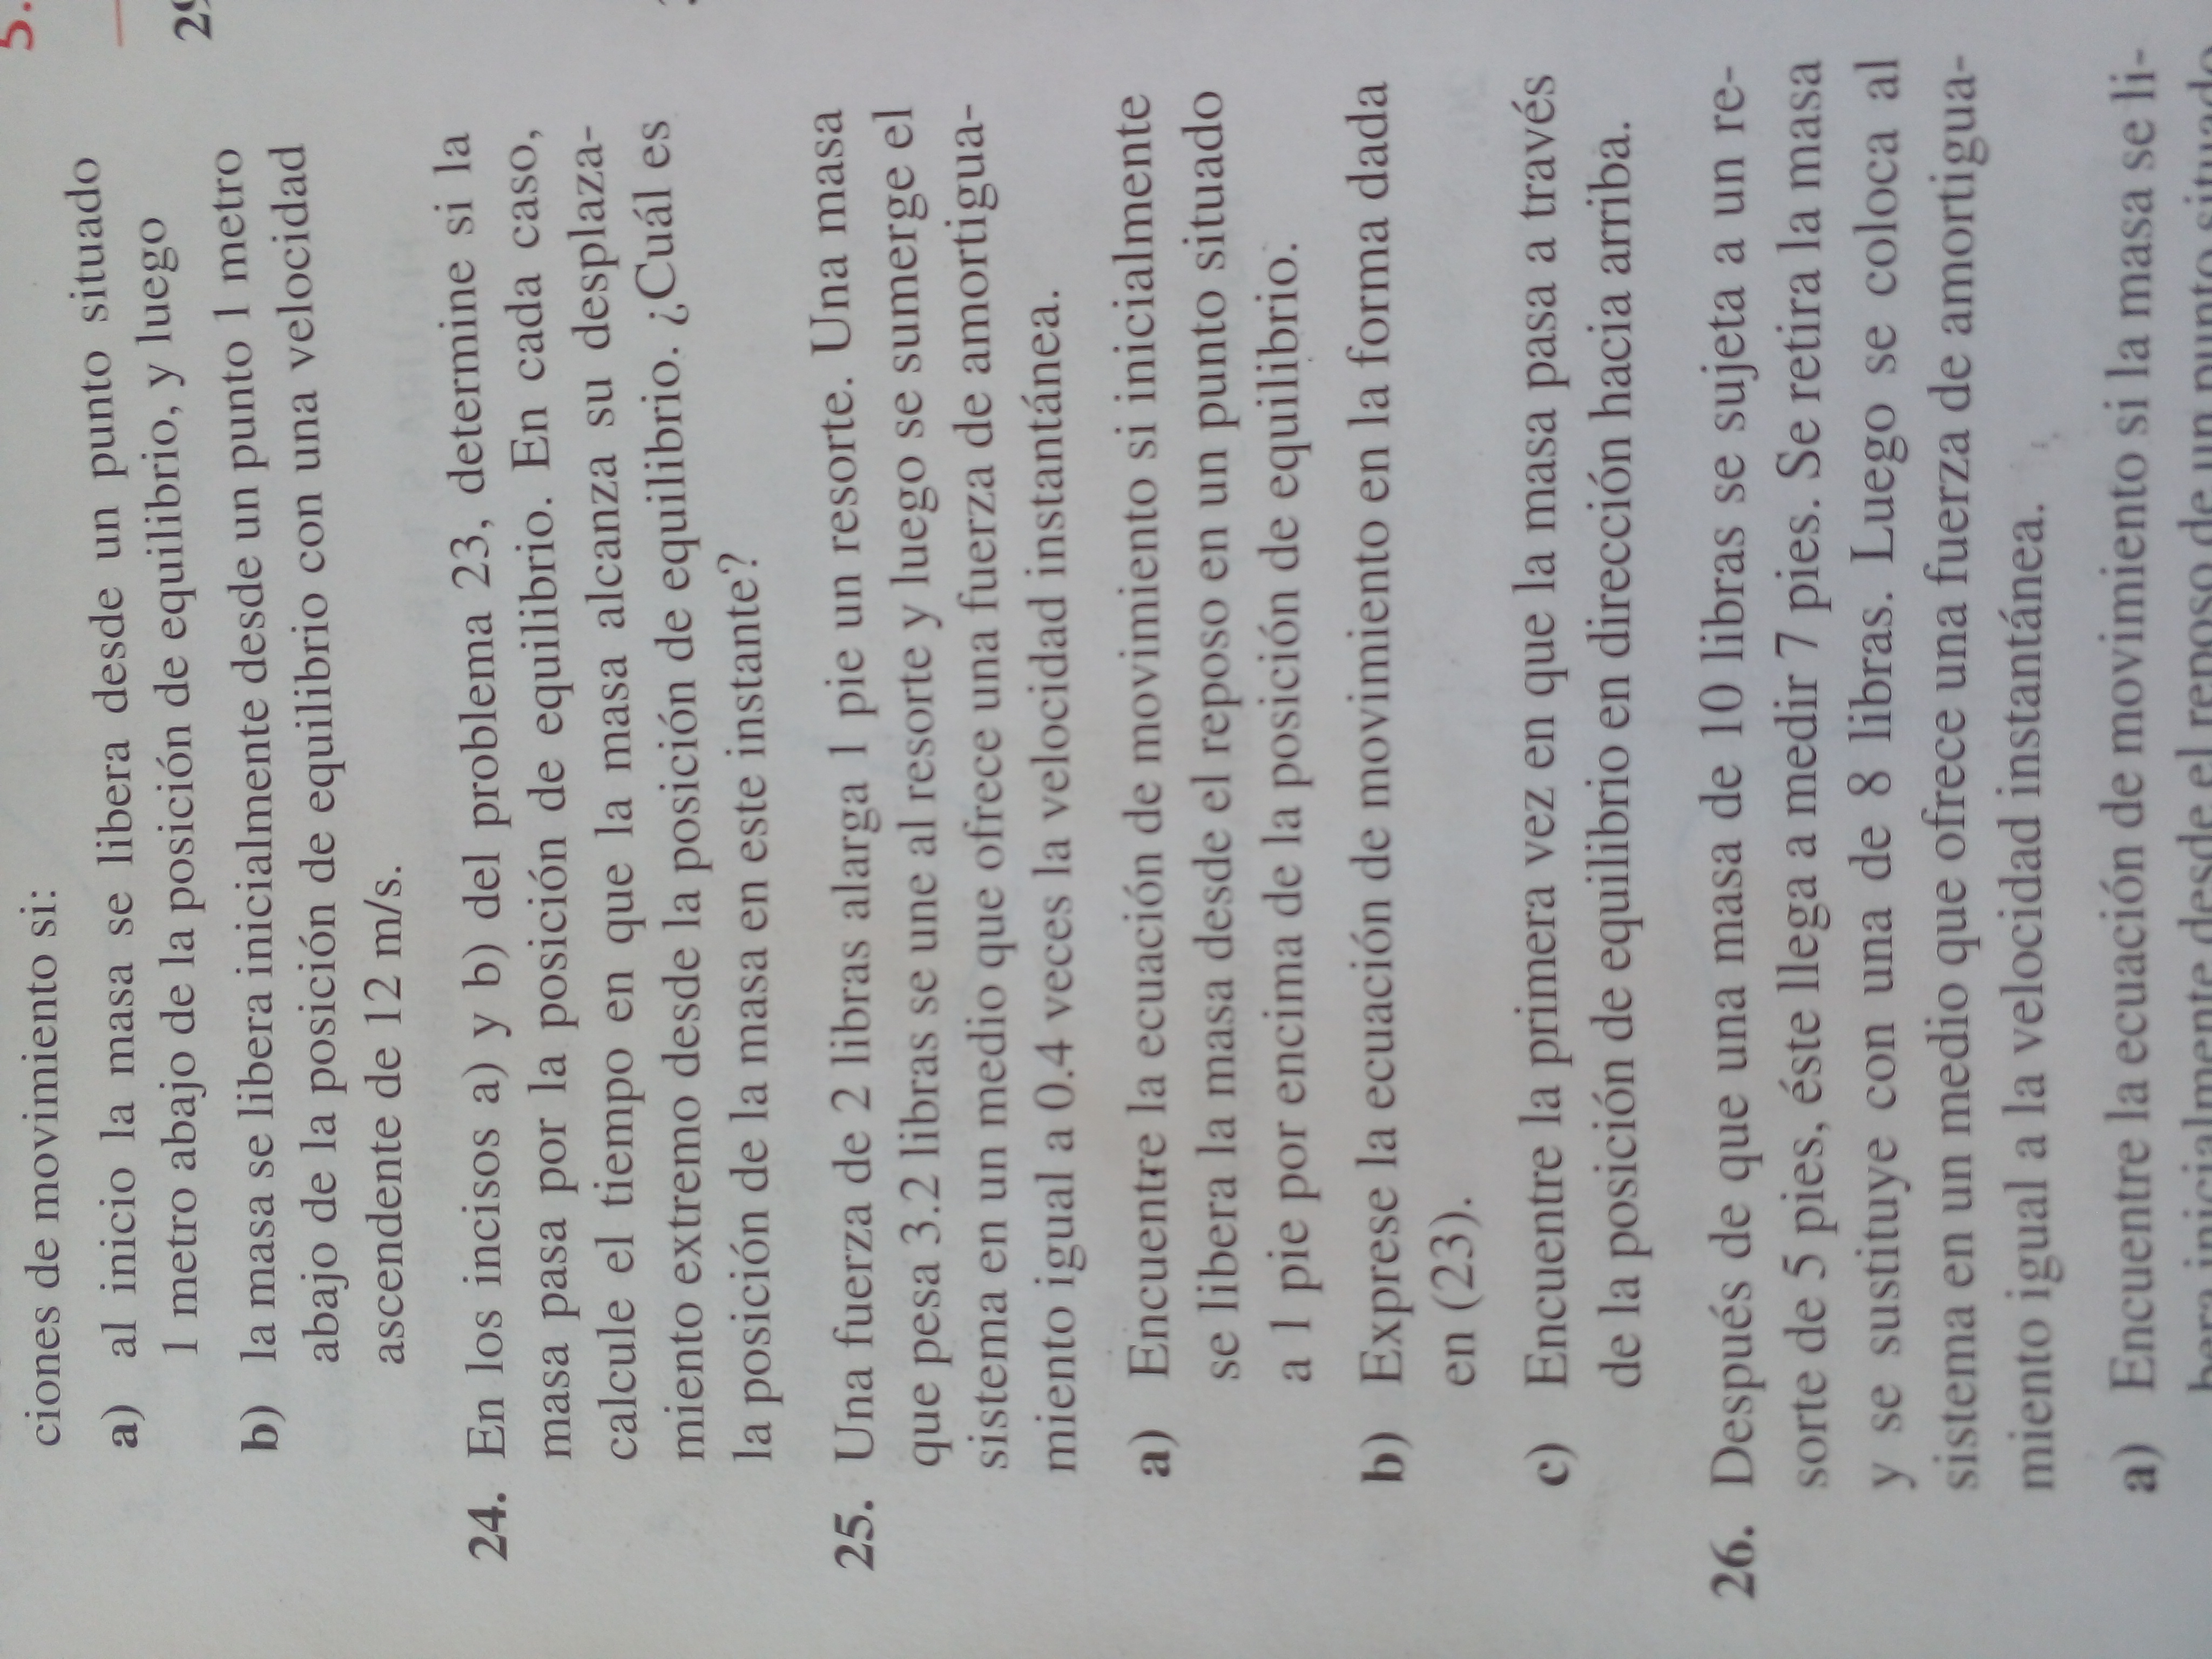 ciones de movimiento si:
a) al inicio la masa se libera desde un punto situado
1 metro abajo de la posición de equilibrio, y luego
b) la masa se libera inicialmente desde un punto 1 metro
abajo de la posición de equilibrio con una velocidad
ascendente de 12 m/s.
24. En los incisos a) y b) del problema 23, determine si la
masa pasa por la posición de equilibrio. En cada caso,
calcule el tiempo en que la masa alcanza su desplaza-
miento extremo desde la posición de equilibrio. ¿Cuál es
la posición de la masa en este instante?
25. Una fuerza de 2 libras alarga 1 pie un resorte. Una masa
que pesa 3.2 libras se une al resorte y luego se sumerge el
sistema en un medio que ofrece una fuerza de amortigua-
miento igual a 0.4 veces la velocidad instantánea.
a) Encuentre la ecuación de movimiento si inicialmente
se libera la masa desde el reposo en un punto situado
a 1 pie por encima de la posición de equilibrio.
b) Exprese la ecuación de movimiento en la forma dada
en (23).
c) Encuentre la primera vez en que la masa pasa a través
de la posición de equilibrio en dirección hacia arriba.
26. Después de que una masa de 10 libras se sujeta a un re-
sorte de 5 pies, éste llega a medir 7 pies. Se retira la masa
y se sustituye con una de 8 libras. Luego se coloca al
sistema en un medio que ofrece una fuerza de amortigua-
miento igual a la velocidad instantánea.
a) Encuentre la ecuación de movimiento si la masa se li-
bera inicialmente desde el reposo de un punto situado
5.